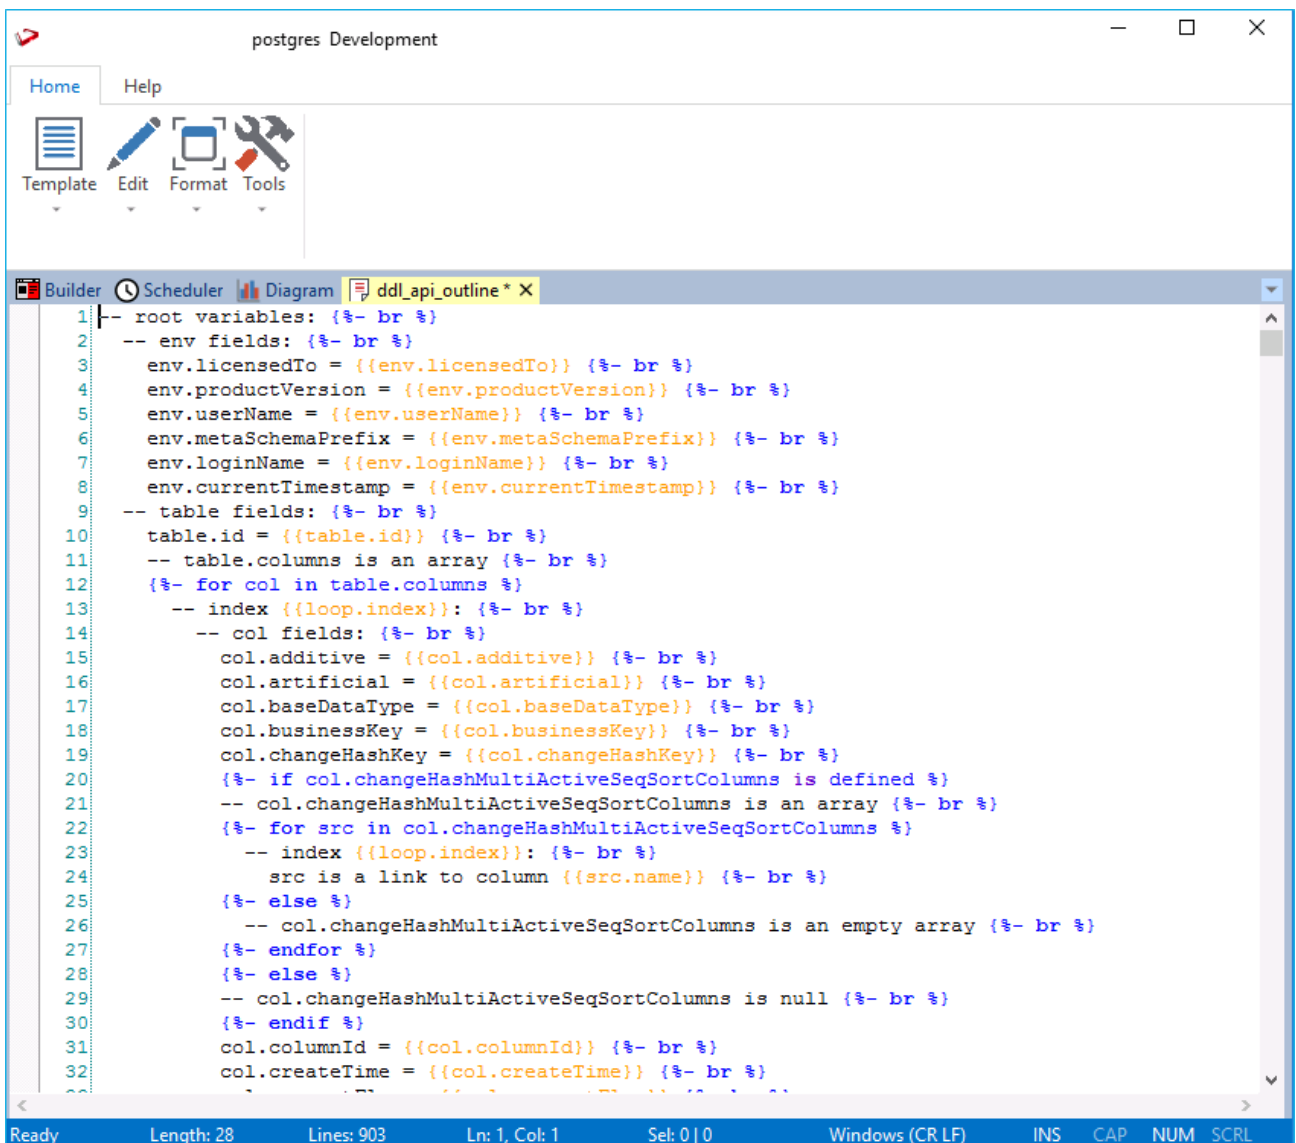 postgres Development
Home Help
Template Edit Format Tools
Builder Scheduler Diagram ddl_api_outline * X
1 -- root variables: {%- br %}
2 -- env fields: {%- br %}
3 env.licensedTo = {{env.licensedTo}} {%- br %}
4 env.productVersion = {{env.productVersion}} {%- br %}
5 env.userName = {{env.userName}} {%- br %}
6 env.metaSchemaPrefix = {{env.metaSchemaPrefix}} {%- br %}
7 env.loginName = {{env.loginName}} {%- br %}
8 env.currentTimestamp = {{env.currentTimestamp}} {%- br %}
9 -- table fields: {%- br %}
10 table.id = {{table.id}} {%- br %}
11 -- table.columns is an array {%- br %}
12 {%- for col in table.columns %}
13 -- index {{loop.index}}: {%- br %}
14 -- col fields: {%- br %}
15 col.additive = {{col.additive}} {%- br %}
16 col.artificial = {{col.artificial}} {%- br %}
17 col.baseDataType = {{col.baseDataType}} {%- br %}
18 col.businessKey = {{col.businessKey}} {%- br %}
19 col.changeHashKey = {{col.changeHashKey}} {%- br %}
20 {%- if col.changeHashMultiActiveSeqSortColumns is defined %}
21 -- col.changeHashMultiActiveSeqSortColumns is an array {%- br %}
22 {%- for src in col.changeHashMultiActiveSeqSortColumns %}
23 -- index {{loop.index}}: {%- br %}
24 src is a link to column {{src.name}} {%- br %}
25 {%- else %}
26 -- col.changeHashMultiActiveSeqSortColumns is an empty array {%- br %}
27 {%- endfor %}
28 {%- else %}
29 -- col.changeHashMultiActiveSeqSortColumns is null {%- br %}
30 {%- endif %}
31 col.columnId = {{col.columnId}} {%- br %}
32 col.createTime = {{col.createTime}} {%- br %}
Ready Length: 28 Lines: 903 Ln: 1, Col: 1 Sel: 0 | 0 Windows (CR LF) INS CAP NUM SCRL